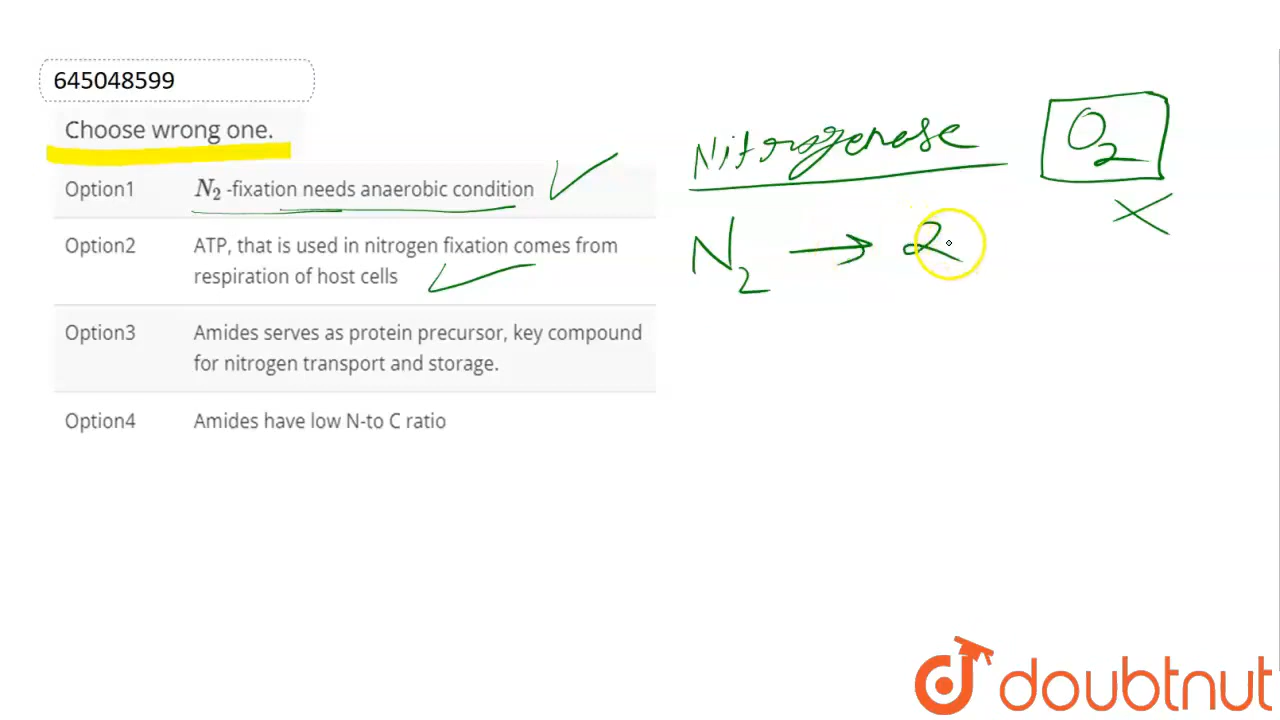 645048599
Choose wrong one.
Option1 N₂ -fixation needs anaerobic condition
Option2 ATP, that is used in nitrogen fixation comes from
respiration of host cells
Option3 Amides serves as protein precursor, key compound
for nitrogen transport and storage.
Option4 Amides have low N-to C ratio
Nitrogenase O₂
N₂ → 2
doubtnut